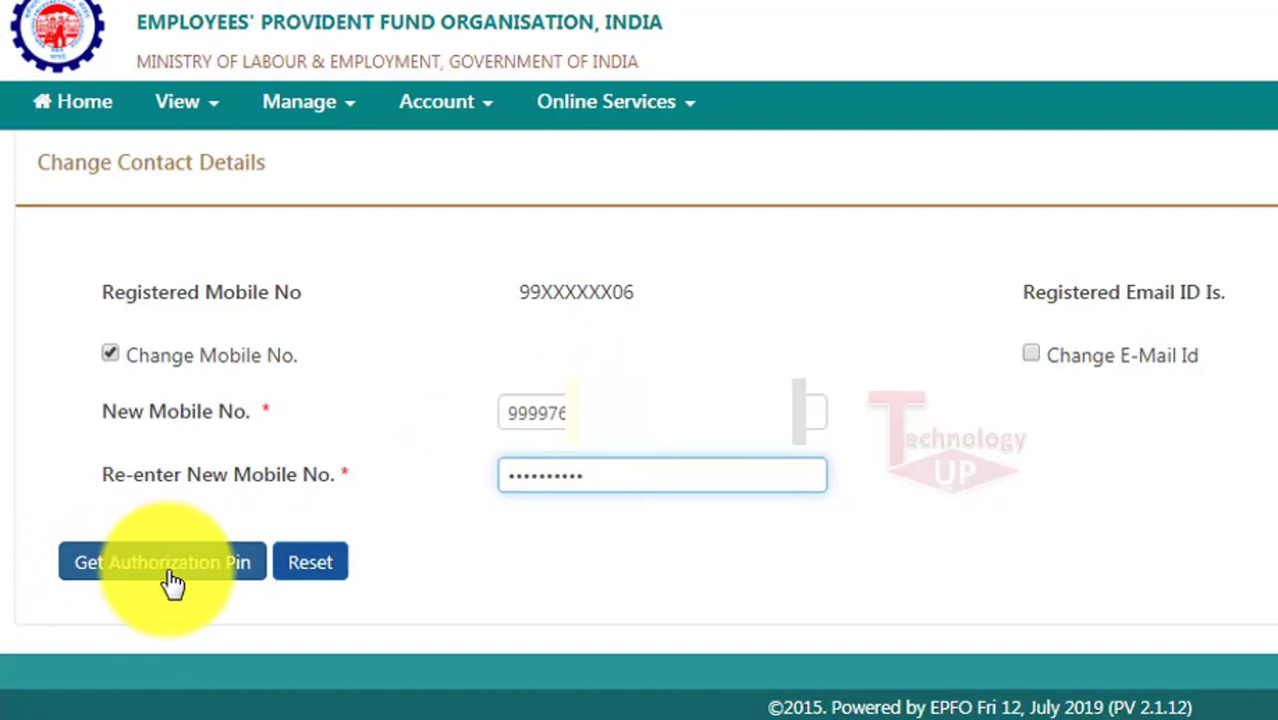 EMPLOYEES' PROVIDENT FUND ORGANISATION, INDIA
MINISTRY OF LABOUR & EMPLOYMENT, GOVERNMENT OF INDIA
Home View Manage Account Online Services
Change Contact Details
Registered Mobile No 99XXXXXX06 Registered Email ID Is.
Change Mobile No. Change E-Mail Id
New Mobile No. * 999976
Technology
UP
Re-enter New Mobile No. * ••••••••••
Get Authorization Pin Reset
©2015. Powered by EPFO Fri 12, July 2019 (PV 2.1.12)